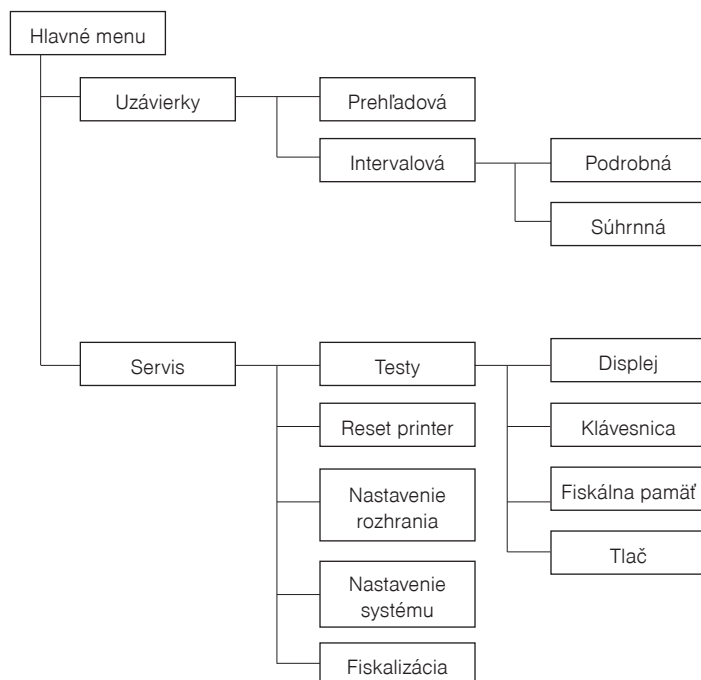 Hlavné menu
Uzávierky
Prehľadová
Intervalová
Podrobná
Súhrnná
Servis
Testy
Displej
Klávesnica
Fiskálna pamäť
Tlač
Reset printer
Nastavenie
rozhrania
Nastavenie
systému
Fiskalizácia